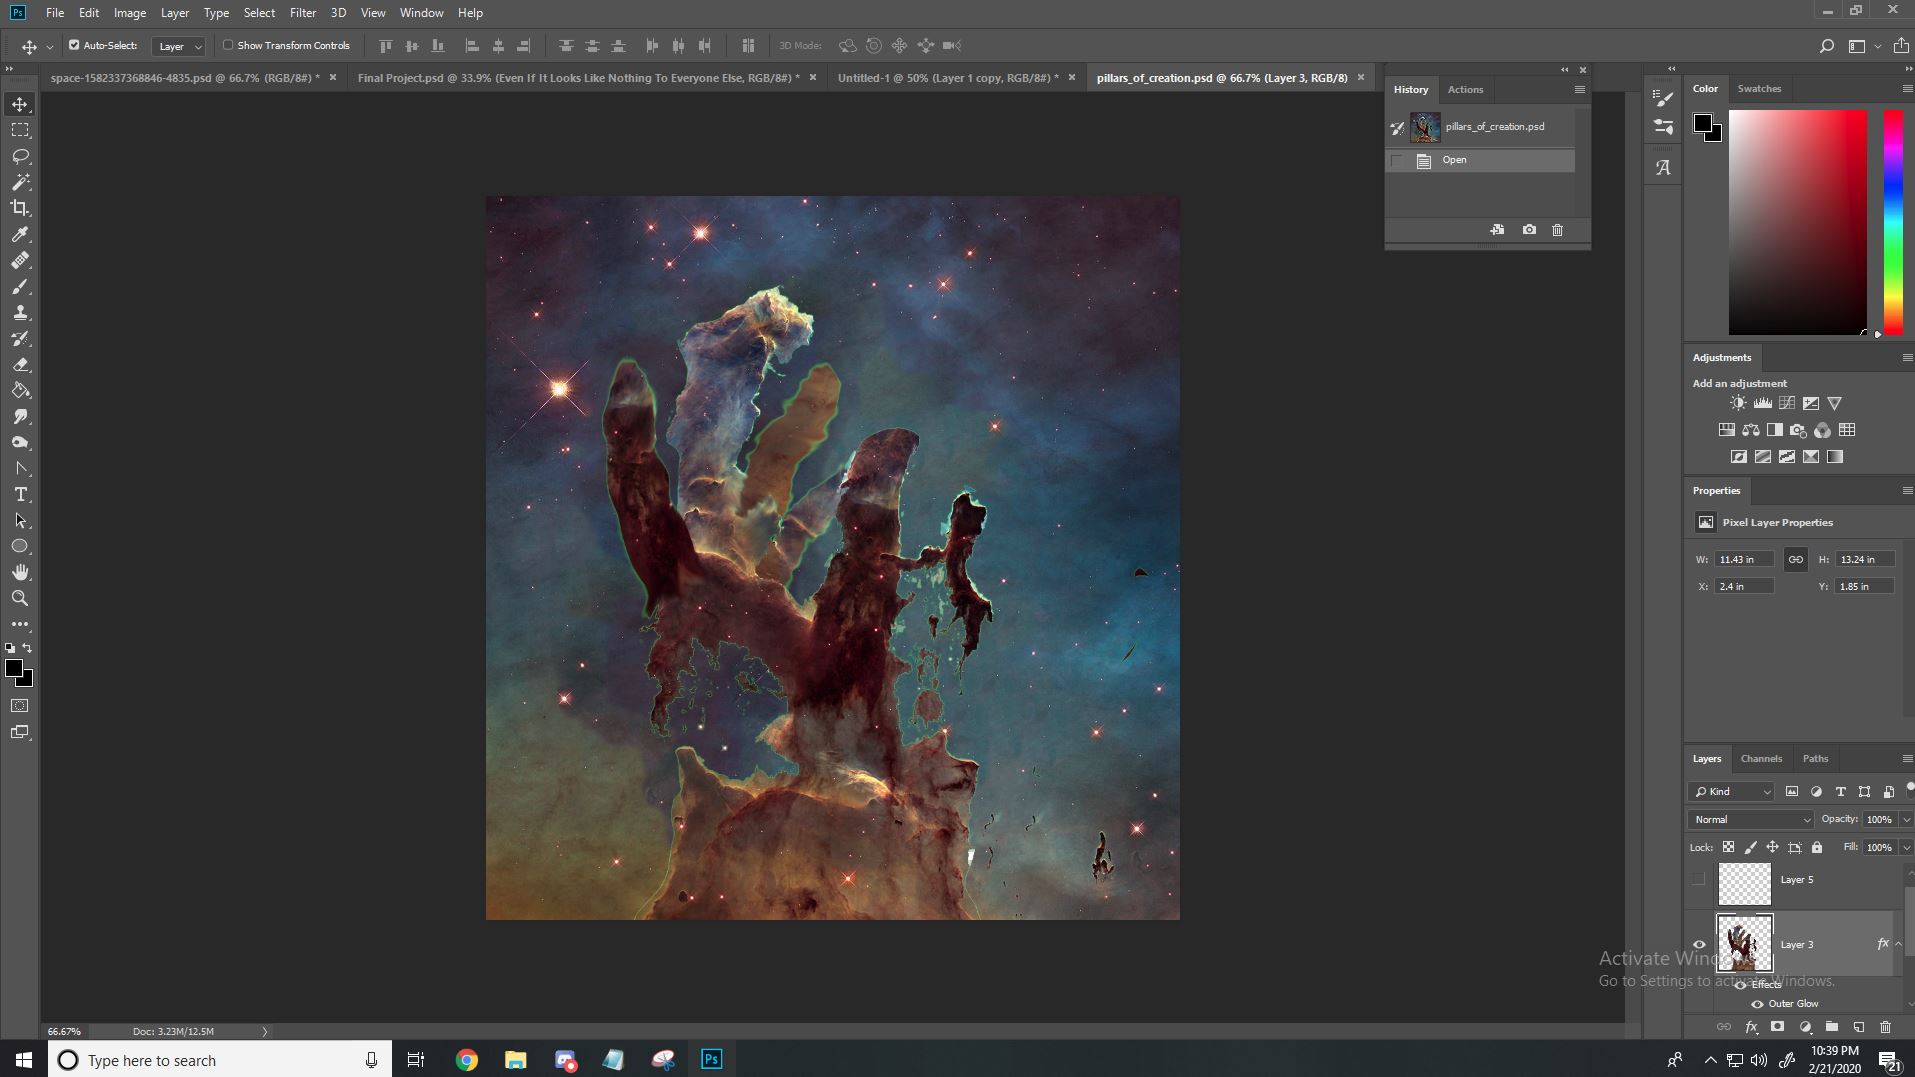 Ps File Edit Image Layer Type Select Filter 3D View Window Help
Auto-Select: Layer Show Transform Controls 3D Mode:
space-1582337368846-4835.psd @ 66.7% (RGB/8#) * Final Project.psd @ 33.9% (Even If It Looks Like Nothing To Everyone Else, RGB/8#) * Untitled-1 @ 50% (Layer 1 copy, RGB/8#) * pillars_of_creation.psd @ 66.7% (Layer 3, RGB/8)
History Actions
pillars_of_creation.psd
Open
Color Swatches
Adjustments
Add an adjustment
Properties
Pixel Layer Properties
W: 11.43 in H: 13.24 in
X: 2.4 in Y: 1.85 in
Layers Channels Paths
Kind
Normal Opacity: 100%
Lock: Fill: 100%
Layer 5
Layer 3 fx
Effects
Outer Glow
Activate Windows
Go to Settings to activate Windows.
66.67% Doc: 3.23M/12.5M
Type here to search
Ps
10:39 PM
2/21/2020
21